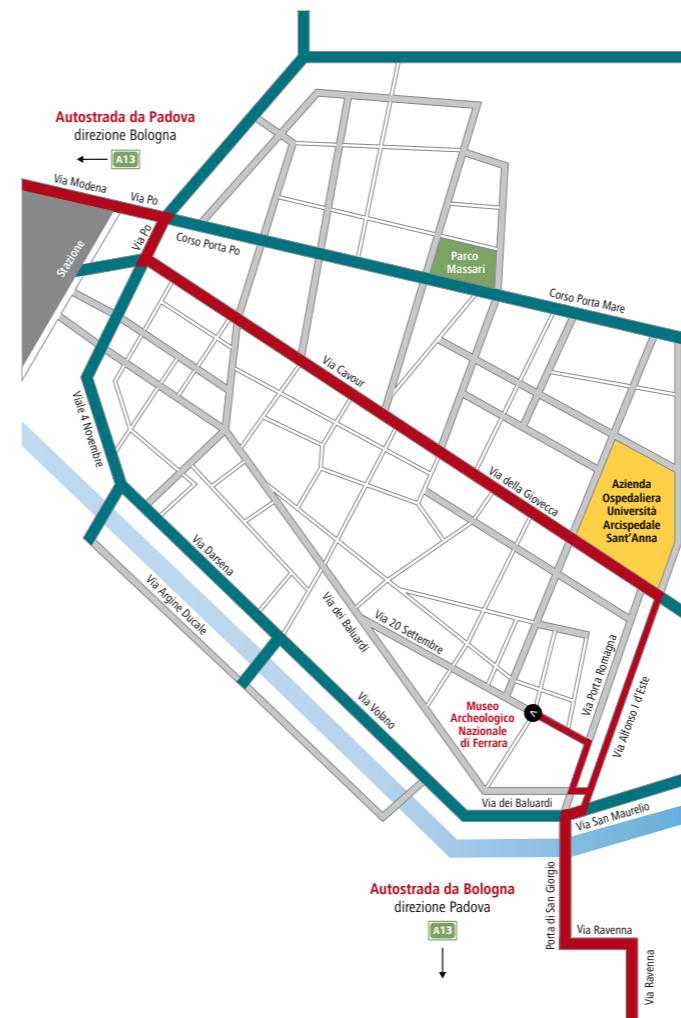 Autostrada da Padova
direzione Bologna
A13
Via Modena
Via Po
Via Po
Stazione
Corso Porta Po
Parco
Massari
Corso Porta Mare
Via Cavour
Viale 4 Novembre
Via della Giovecca
Azienda
Ospedaliera
Università
Arcispedale
Sant'Anna
Via Darsena
Via Argine Ducale
Via dei Baluardi
Via 20 Settembre
Via Porta Romagna
Via Alfonso I d'Este
Museo
Archeologico
Nazionale
di Ferrara
Via Volano
Via dei Baluardi
Via San Maurelio
Autostrada da Bologna
direzione Padova
A13
Porta di San Giorgio
Via Ravenna
Via Ravenna